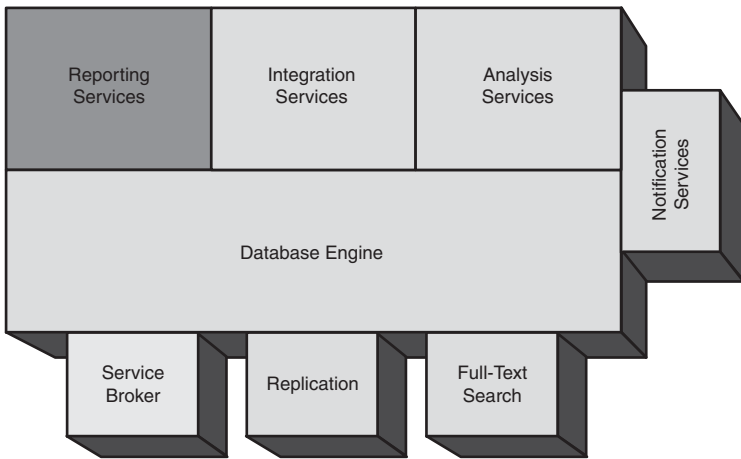 Reporting
Services
Integration
Services
Analysis
Services
Notification
Services
Database Engine
Service
Broker
Replication
Full-Text
Search